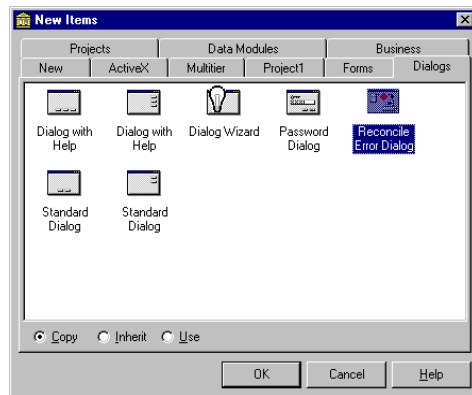 New Items
Projects Data Modules Business
New ActiveX Multitier Project1 Forms Dialogs
Dialog with Help
Dialog with Help
Dialog Wizard
Password Dialog
Reconcile Error Dialog
Standard Dialog
Standard Dialog
Copy Inherit Use
OK Cancel Help